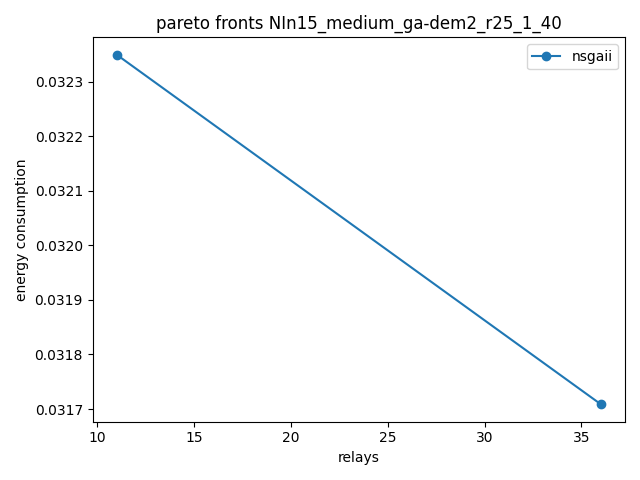 pareto fronts NIn15_medium_ga-dem2_r25_1_40
nsgaii
energy consumption
0.0323
0.0322
0.0321
0.0320
0.0319
0.0318
0.0317
10 15 20 25 30 35
relays